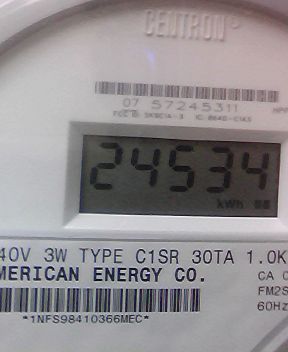 CENTRON
07 57245311
24534
kWh
40V 3W TYPE C1SR 30TA 1.0K
MERICAN ENERGY CO.
CA
FM2S
60Hz
*1NFS98410366MEC*